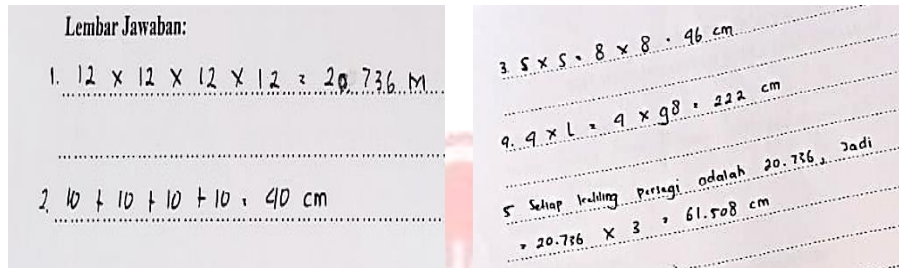 Lembar Jawaban:
1. 12 x 12 x 12 x 12 = 20.736 M
2. 10 + 10 + 10 + 10 = 40 cm
3 S x S = 8 x 8 = 96 cm
4. 4 x L = 4 x 98 = 222 cm
5 Setiap keliling persegi adalah 20.736, Jadi
= 20.736 x 3 = 61.508 cm